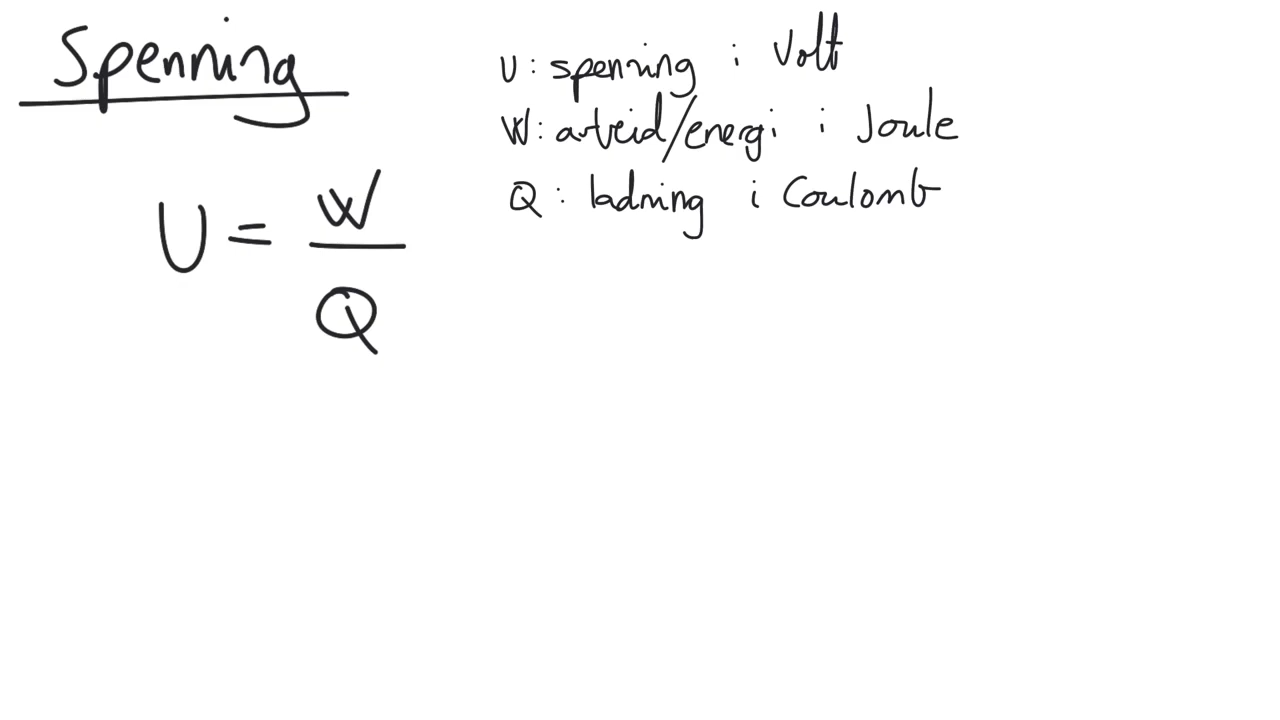 Spenning
U = W/Q
U: spenning i Volt
W: arbeid/energi i Joule
Q: ladning i Coulomb